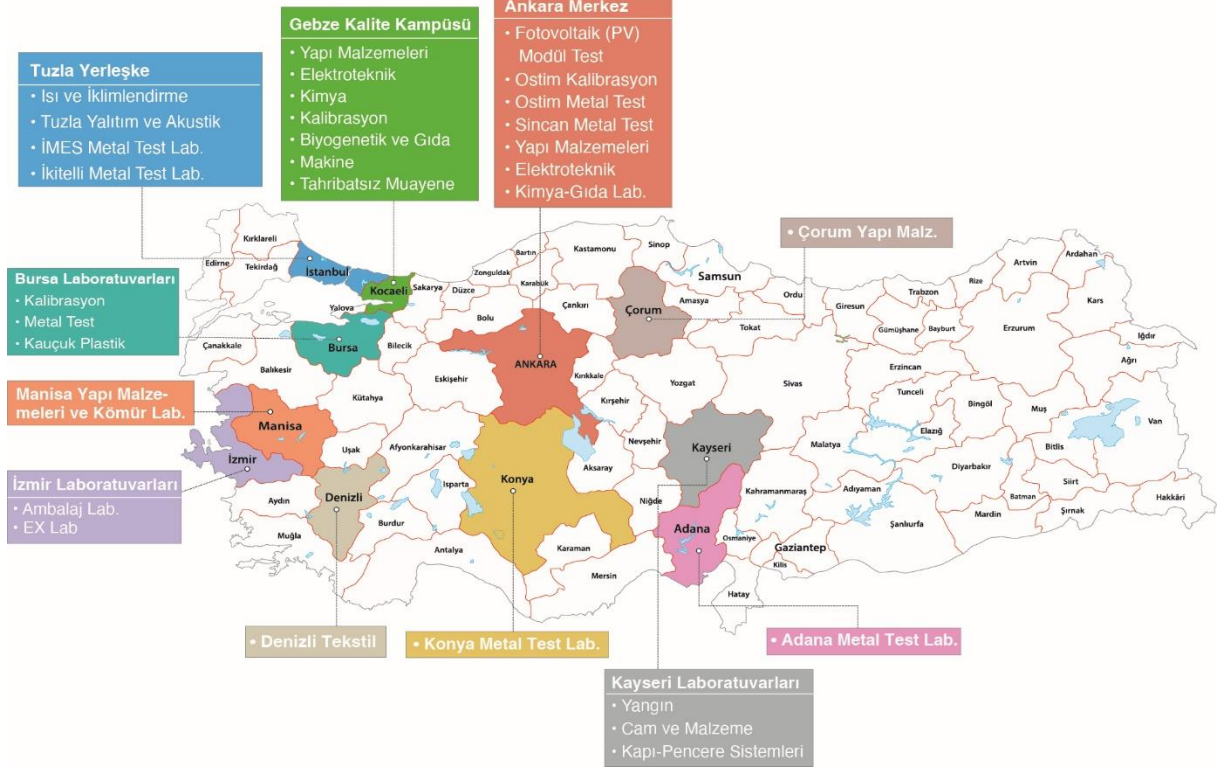 Ankara Merkez
• Fotovoltaik (PV)
Modül Test
• Ostim Kalibrasyon
• Ostim Metal Test
• Sincan Metal Test
• Yapı Malzemeleri
• Elektroteknik
• Kimya-Gıda Lab.
Gebze Kalite Kampüsü
• Yapı Malzemeleri
• Elektroteknik
• Kimya
• Kalibrasyon
• Biyogenetik ve Gıda
• Makine
• Tahribatsız Muayene
Tuzla Yerleşke
• Isı ve İklimlendirme
• Tuzla Yalıtım ve Akustik
• İMES Metal Test Lab.
• İkitelli Metal Test Lab.
• Çorum Yapı Malz.
Bursa Laboratuvarları
• Kalibrasyon
• Metal Test
• Kauçuk Plastik
Manisa Yapı Malze-
meleri ve Kömür Lab.
İzmir Laboratuvarları
• Ambalaj Lab.
• EX Lab
• Denizli Tekstil
• Konya Metal Test Lab.
• Adana Metal Test Lab.
Kayseri Laboratuvarları
• Yangın
• Cam ve Malzeme
• Kapı-Pencere Sistemleri
Kırklareli
Edirne
Tekirdağ
İstanbul
Kocaeli
Yalova
Sakarya
Düzce
Zonguldak
Bartın
Karabük
Kastamonu
Sinop
Samsun
Çankırı
Çorum
Amasya
Ordu
Giresun
Trabzon
Rize
Artvin
Ardahan
Kars
Iğdır
Ağrı
Erzurum
Bayburt
Gümüşhane
Tokat
Bolu
Bilecik
Bursa
Çanakkale
Balıkesir
Kütahya
Eskişehir
ANKARA
Kırıkkale
Kırşehir
Yozgat
Sivas
Erzincan
Tunceli
Bingöl
Muş
Van
Bitlis
Elazığ
Malatya
Kayseri
Nevşehir
Aksaray
Niğde
Konya
Afyonkarahisar
Uşak
Manisa
İzmir
Aydın
Denizli
Isparta
Burdur
Muğla
Antalya
Karaman
Mersin
Adana
Kahramanmaraş
Osmaniye
Gaziantep
Kilis
Hatay
Adıyaman
Şanlıurfa
Diyarbakır
Mardin
Batman
Siirt
Şırnak
Hakkâri